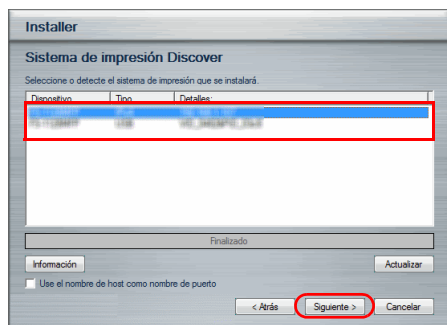 Installer
Sistema de impresión Discover
Seleccione o detecte el sistema de impresión que se instalará.
Dispositivo Tipo Detalles:
Finalizado
Información Actualizar
Use el nombre de host como nombre de puerto
< Atrás Siguiente > Cancelar